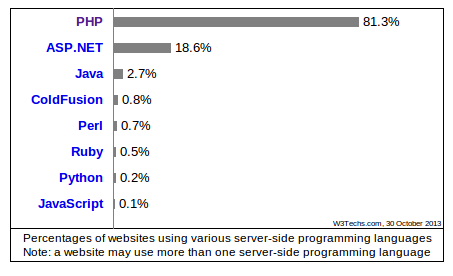 PHP 81.3%
ASP.NET 18.6%
Java 2.7%
ColdFusion 0.8%
Perl 0.7%
Ruby 0.5%
Python 0.2%
JavaScript 0.1%
W3Techs.com, 30 October 2013
Percentages of websites using various server-side programming languages
Note: a website may use more than one server-side programming language